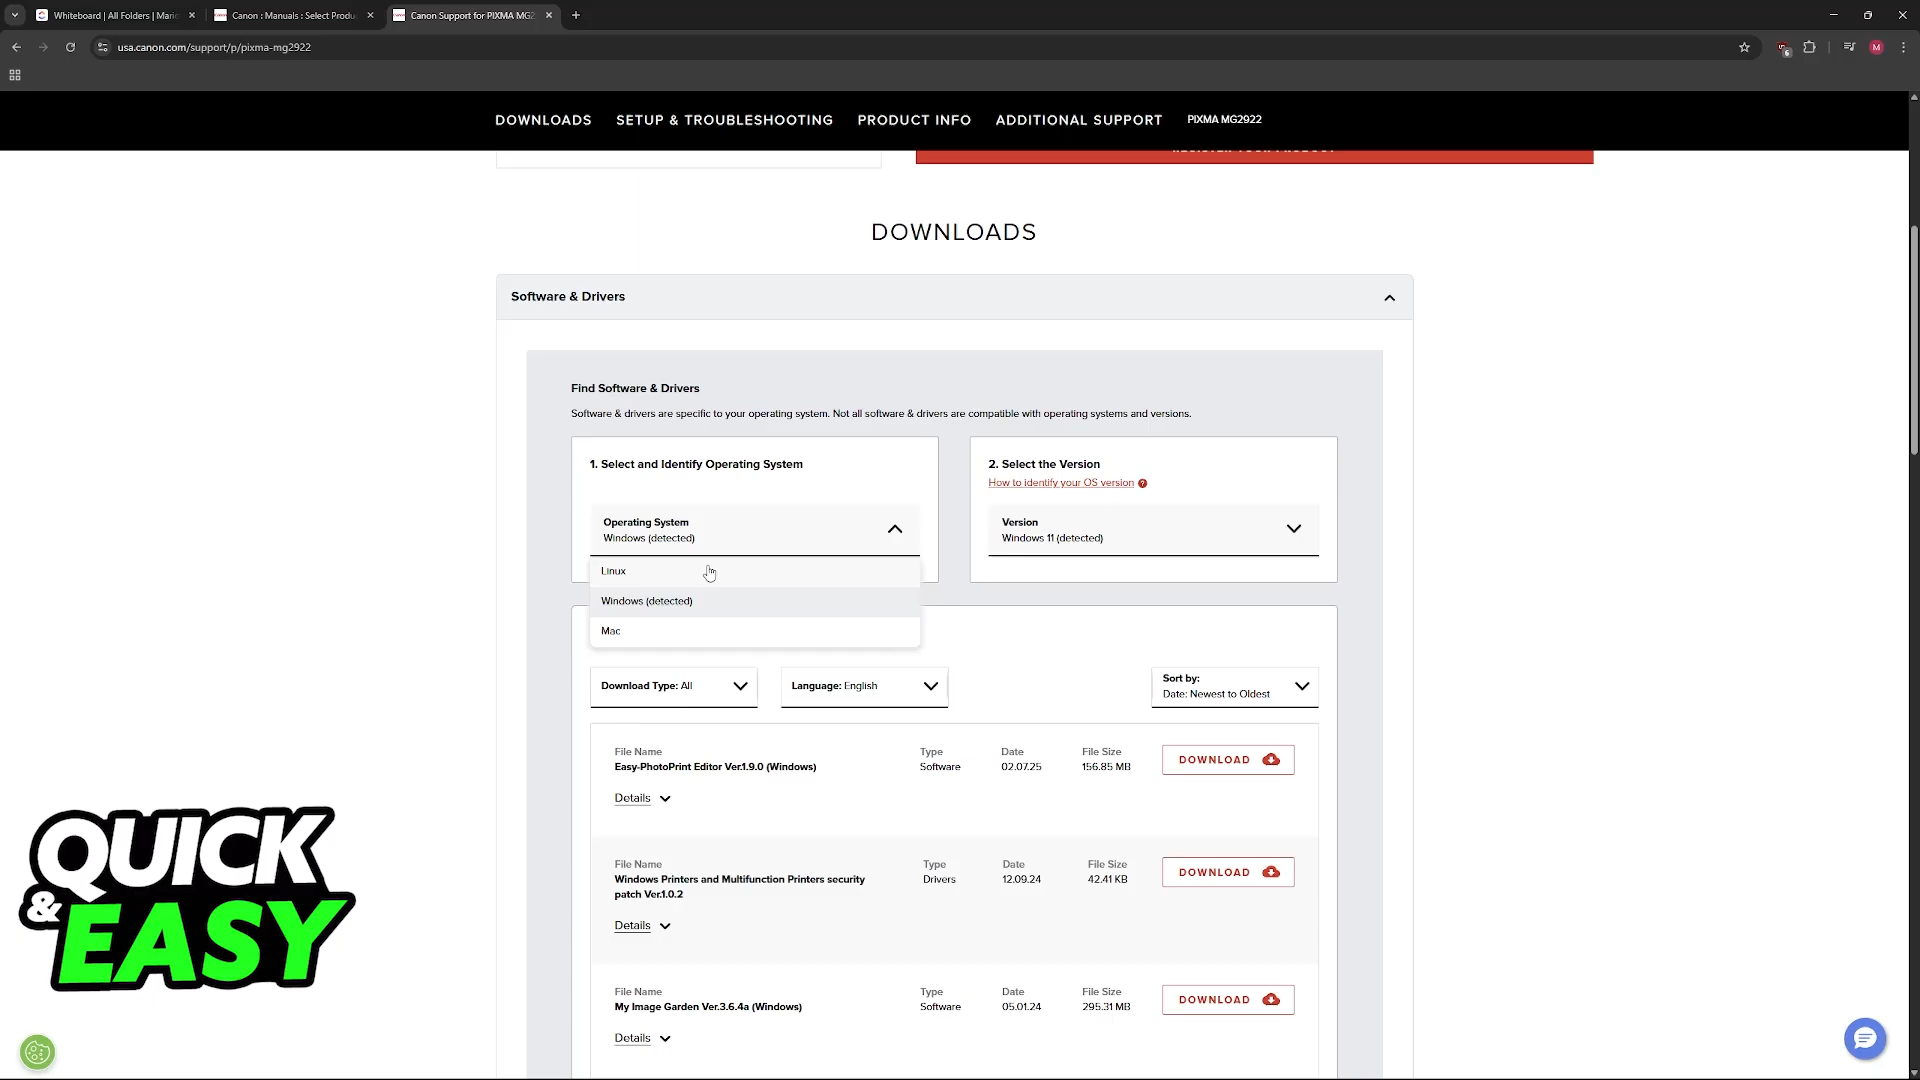 Whiteboard | All Folders | Mari
Canon : Manuals : Select Produ
Canon Support for PIXMA MG2
usa.canon.com/support/p/pixma-mg2922
6
M
DOWNLOADS
SETUP & TROUBLESHOOTING
PRODUCT INFO
ADDITIONAL SUPPORT
PIXMA MG2922
REGISTER YOUR PRODUCT
DOWNLOADS
Software & Drivers
Find Software & Drivers
Software & drivers are specific to your operating system. Not all software & drivers are compatible with operating systems and versions.
1. Select and Identify Operating System
Operating System
Windows (detected)
Linux
Windows (detected)
Mac
2. Select the Version
How to identify your OS version ?
Version
Windows 11 (detected)
Download Type: All
Language: English
Sort by:
Date: Newest to Oldest
File Name Type Date File Size
Easy-PhotoPrint Editor Ver.1.9.0 (Windows) Software 02.07.25 156.85 MB DOWNLOAD
Details
File Name Type Date File Size
Windows Printers and Multifunction Printers security Drivers 12.09.24 42.41 KB DOWNLOAD
patch Ver.1.0.2
Details
File Name Type Date File Size
My Image Garden Ver.3.6.4a (Windows) Software 05.01.24 295.31 MB DOWNLOAD
Details
QUICK
& EASY